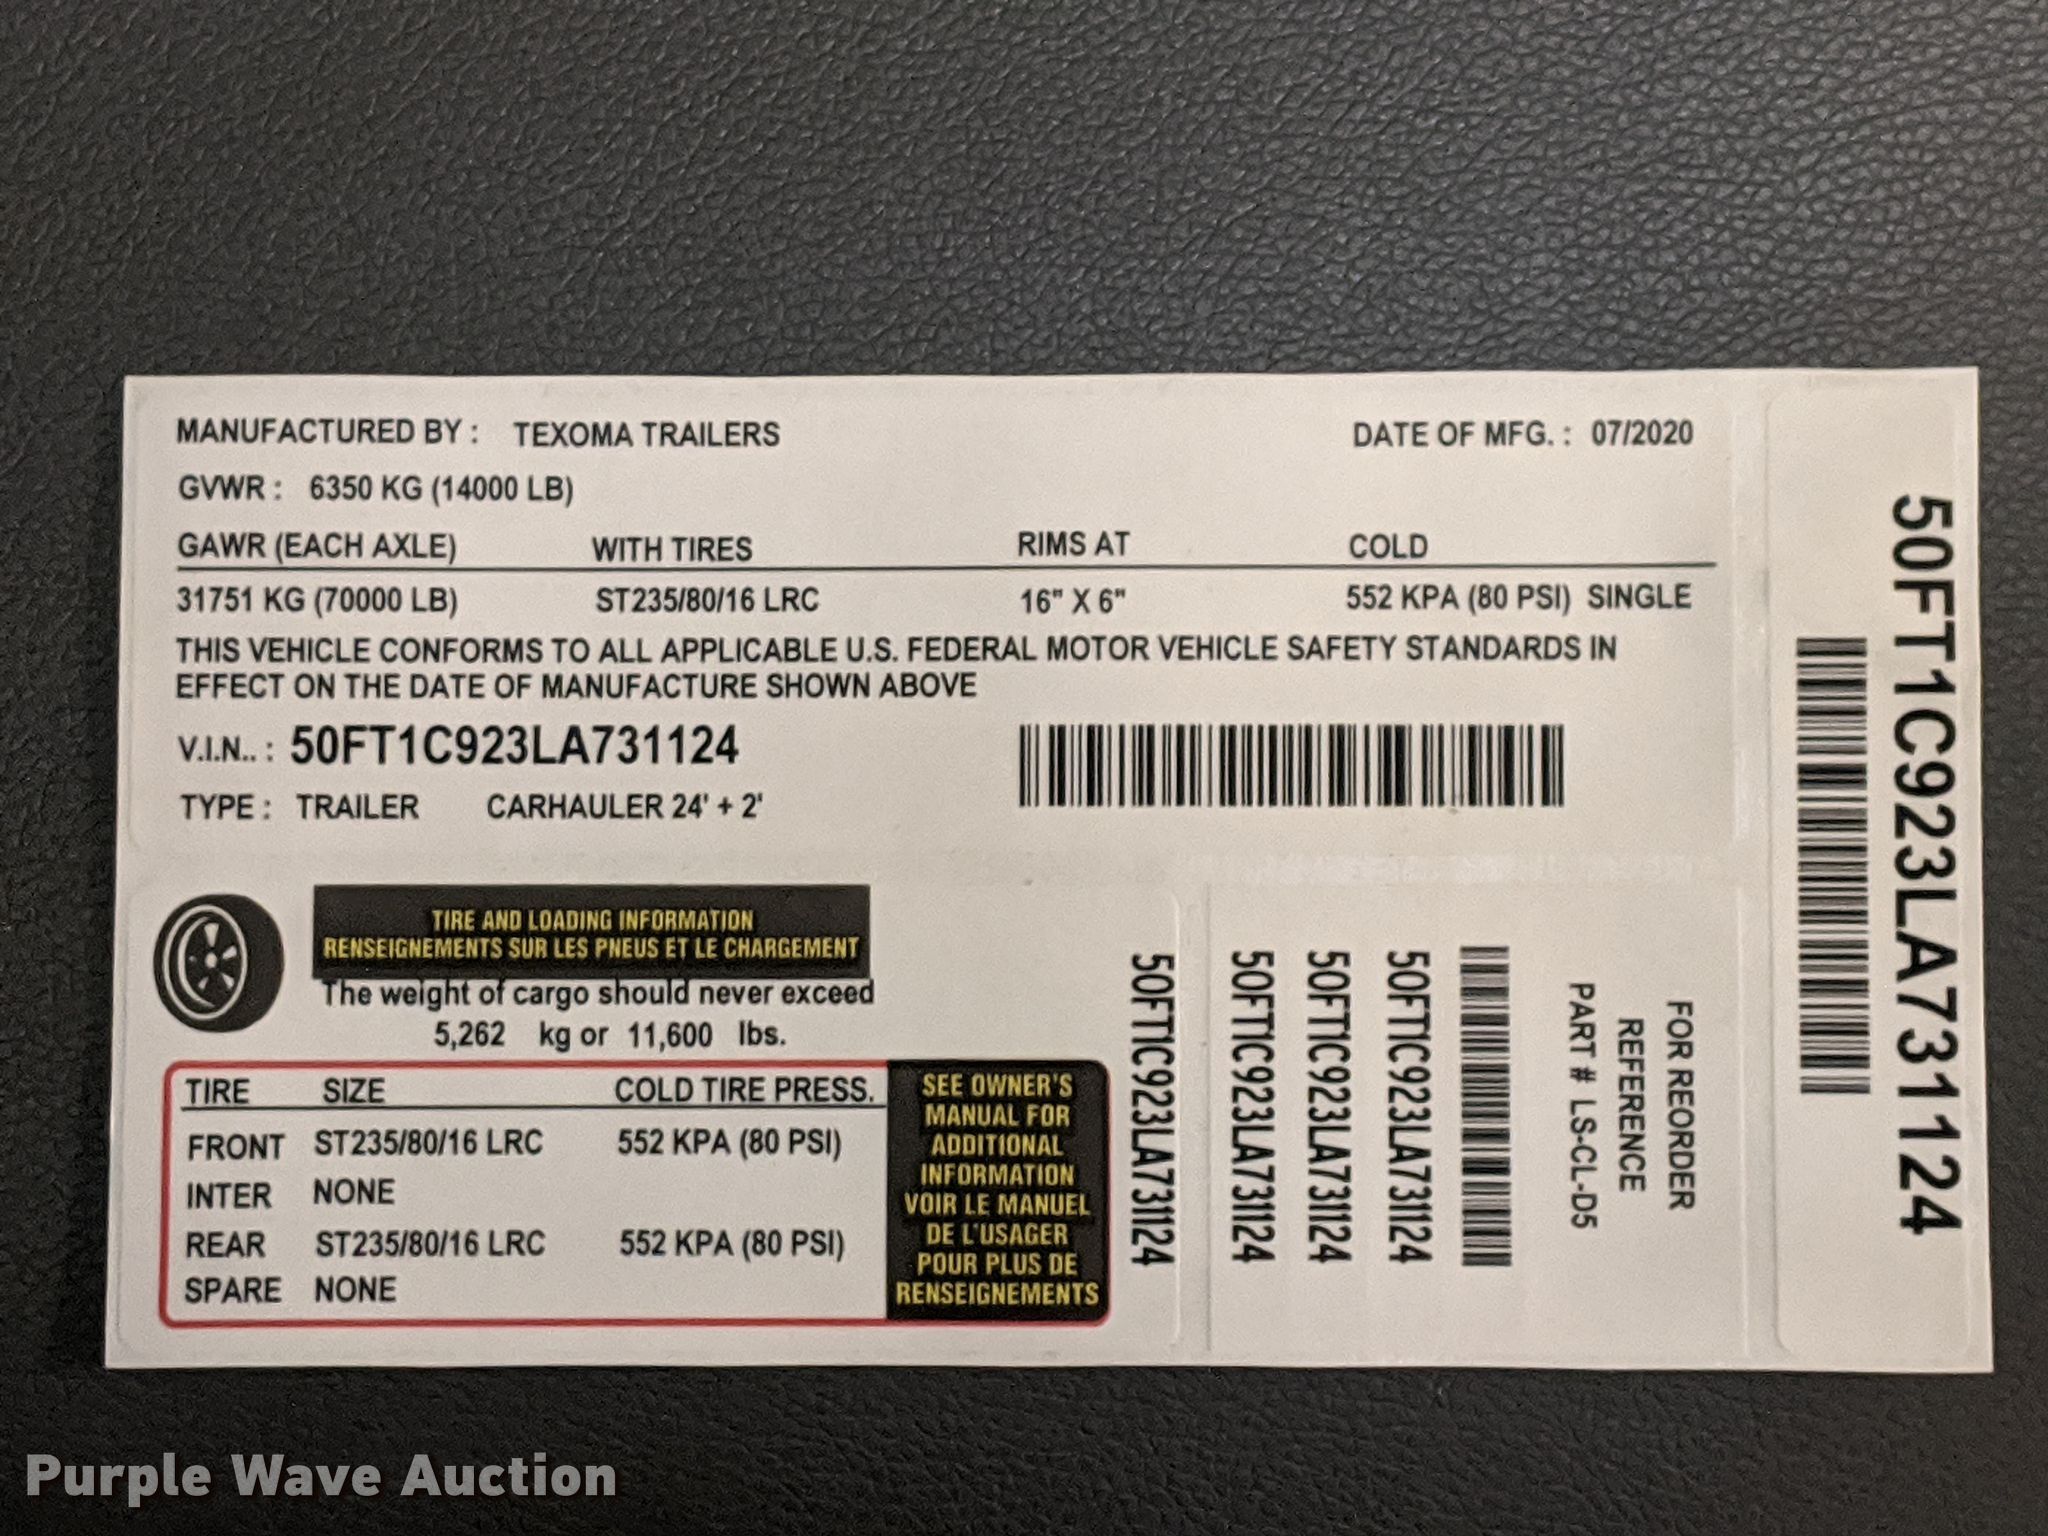 MANUFACTURED BY : TEXOMA TRAILERS DATE OF MFG. : 07/2020
GVWR : 6350 KG (14000 LB)
GAWR (EACH AXLE) WITH TIRES RIMS AT COLD
31751 KG (70000 LB) ST235/80/16 LRC 16" X 6" 552 KPA (80 PSI) SINGLE
THIS VEHICLE CONFORMS TO ALL APPLICABLE U.S. FEDERAL MOTOR VEHICLE SAFETY STANDARDS IN
EFFECT ON THE DATE OF MANUFACTURE SHOWN ABOVE
V.I.N.. : 50FT1C923LA731124
TYPE : TRAILER CARHAULER 24' + 2'
TIRE AND LOADING INFORMATION
RENSEIGNEMENTS SUR LES PNEUS ET LE CHARGEMENT
The weight of cargo should never exceed
5,262 kg or 11,600 lbs.
TIRE SIZE COLD TIRE PRESS.
FRONT ST235/80/16 LRC 552 KPA (80 PSI)
INTER NONE
REAR ST235/80/16 LRC 552 KPA (80 PSI)
SPARE NONE
SEE OWNER'S
MANUAL FOR
ADDITIONAL
INFORMATION
VOIR LE MANUEL
DE L'USAGER
POUR PLUS DE
RENSEIGNEMENTS
50FT1C923LA731124
50FT1C923LA731124
50FT1C923LA731124
50FT1C923LA731124
FOR REORDER
REFERENCE
PART # LS-CL-D5
50FT1C923LA731124
Purple Wave Auction